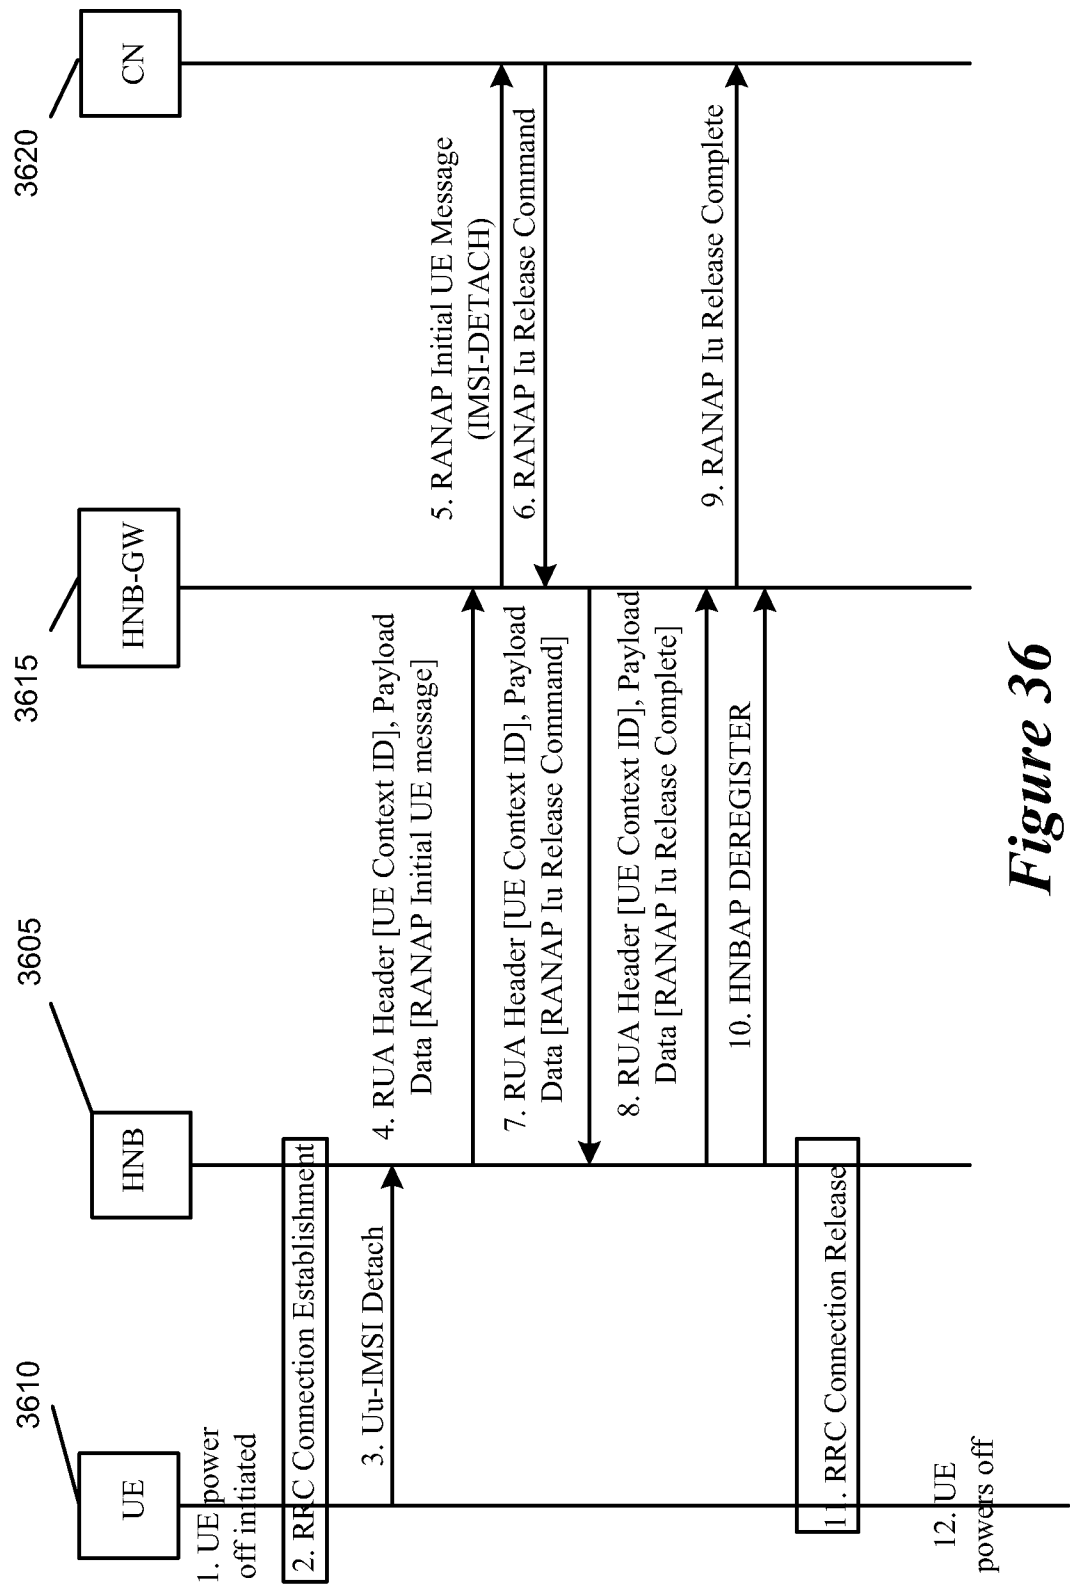 3610
3605
3615
3620
UE
HNB
HNB-GW
CN
1. UE power
off initiated
2. RRC Connection Establishment
3. Uu-IMSI Detach
4. RUA Header [UE Context ID], Payload
Data [RANAP Initial UE message]
5. RANAP Initial UE Message
(IMSI-DETACH)
6. RANAP Iu Release Command
7. RUA Header [UE Context ID], Payload
Data [RANAP Iu Release Command]
8. RUA Header [UE Context ID], Payload
Data [RANAP Iu Release Complete]
9. RANAP Iu Release Complete
10. HNBAP DEREGISTER
11. RRC Connection Release
12. UE
powers off
Figure 36